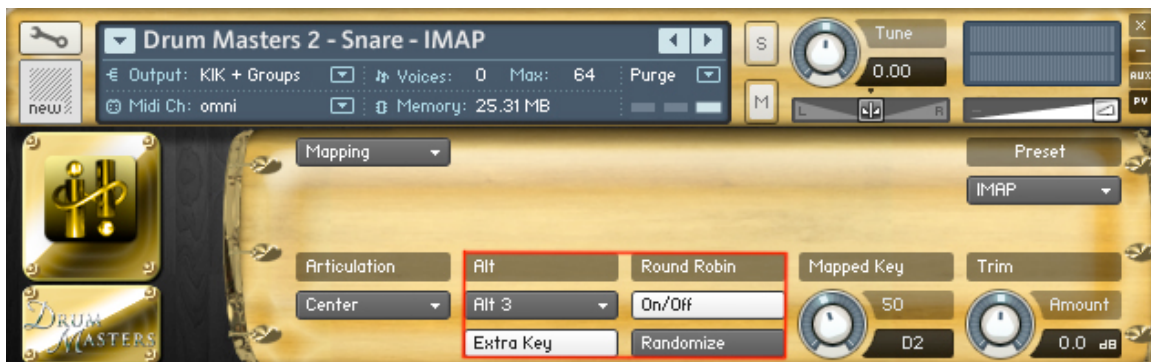 Drum Masters 2 - Snare - IMAP
S
Tune
Output: KIK + Groups
Voices: 0 Max: 64
Purge
0.00
AUX
new
Midi Ch: omni
Memory: 25.31 MB
M
L
R
PV
Mapping
Preset
IMAP
Articulation
Alt
Round Robin
Mapped Key
Trim
Center
Alt 3
On/Off
50
Amount
DRUM
MASTERS
Extra Key
Randomize
D2
0.0 dB